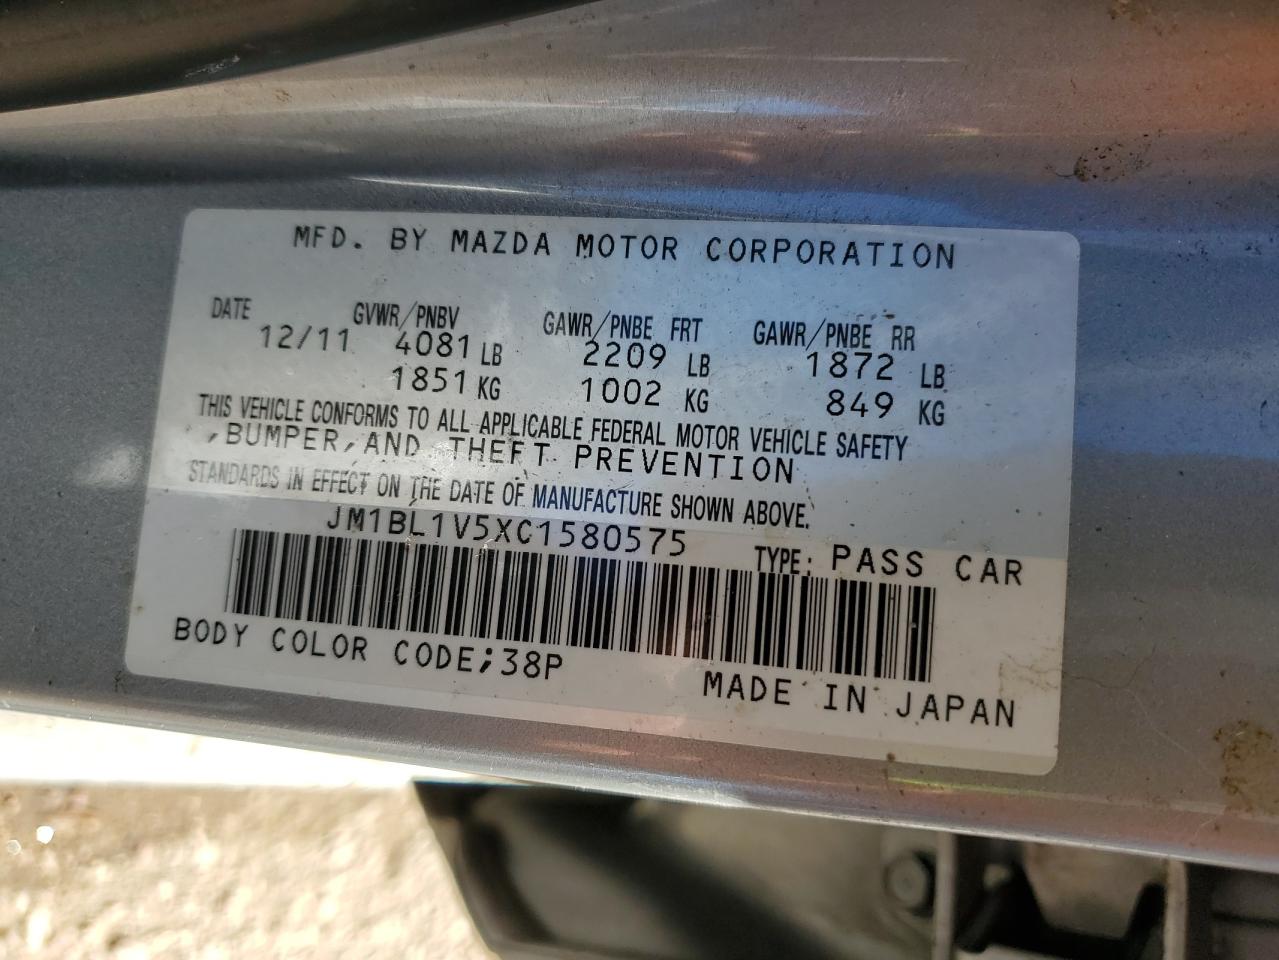 MFD. BY MAZDA MOTOR CORPORATION
DATE GVWR/PNBV GAWR/PNBE FRT GAWR/PNBE RR
12/11 4081 LB 2209 LB 1872 LB
1851 KG 1002 KG 849 KG
THIS VEHICLE CONFORMS TO ALL APPLICABLE FEDERAL MOTOR VEHICLE SAFETY
,BUMPER,AND THEFT PREVENTION
STANDARDS IN EFFECT ON THE DATE OF MANUFACTURE SHOWN ABOVE.
JM1BL1V5XC1580575 TYPE: PASS CAR
BODY COLOR CODE;38P
MADE IN JAPAN